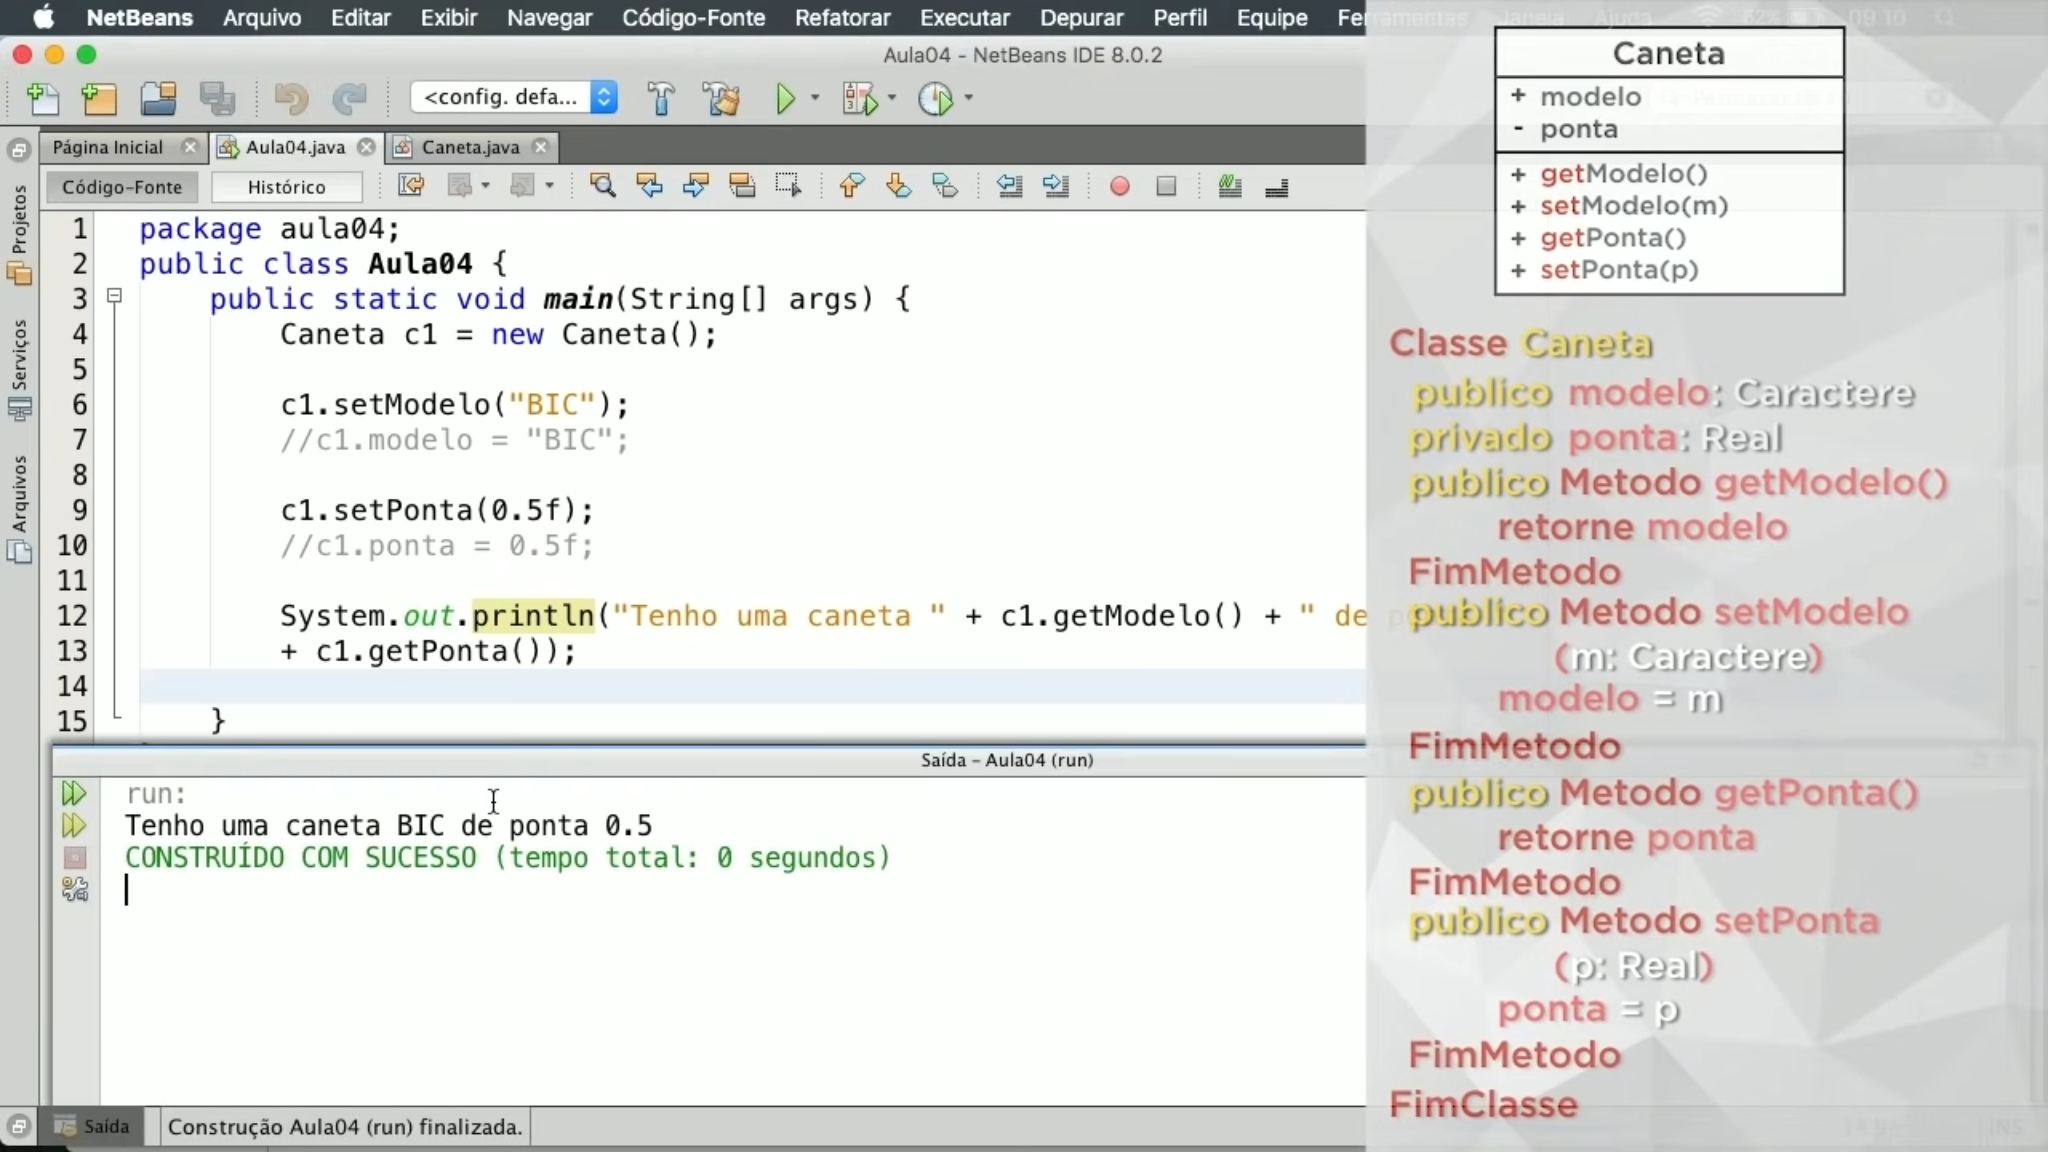 NetBeans Arquivo Editar Exibir Navegar Código-Fonte Refatorar Executar Depurar Perfil Equipe Ferramentas Janela Ajuda 62% 09:10
Aula04 - NetBeans IDE 8.0.2
<config. defa...
Página Inicial Aula04.java Caneta.java
Código-Fonte Histórico
Projetos
Serviços
Arquivos
1 package aula04;
2 public class Aula04 {
3 public static void main(String[] args) {
4 Caneta c1 = new Caneta();
5
6 c1.setModelo("BIC");
7 //c1.modelo = "BIC";
8
9 c1.setPonta(0.5f);
10 //c1.ponta = 0.5f;
11
12 System.out.println("Tenho uma caneta " + c1.getModelo() + " de
13 + c1.getPonta());
14
15 }
Saída - Aula04 (run)
run:
Tenho uma caneta BIC de ponta 0.5
CONSTRUÍDO COM SUCESSO (tempo total: 0 segundos)
Saída Construção Aula04 (run) finalizada.
INS
Caneta
+ modelo
- ponta
+ getModelo()
+ setModelo(m)
+ getPonta()
+ setPonta(p)
Classe Caneta
publico modelo: Caractere
privado ponta: Real
publico Metodo getModelo()
retorne modelo
FimMetodo
publico Metodo setModelo
(m: Caractere)
modelo = m
FimMetodo
publico Metodo getPonta()
retorne ponta
FimMetodo
publico Metodo setPonta
(p: Real)
ponta = p
FimMetodo
FimClasse